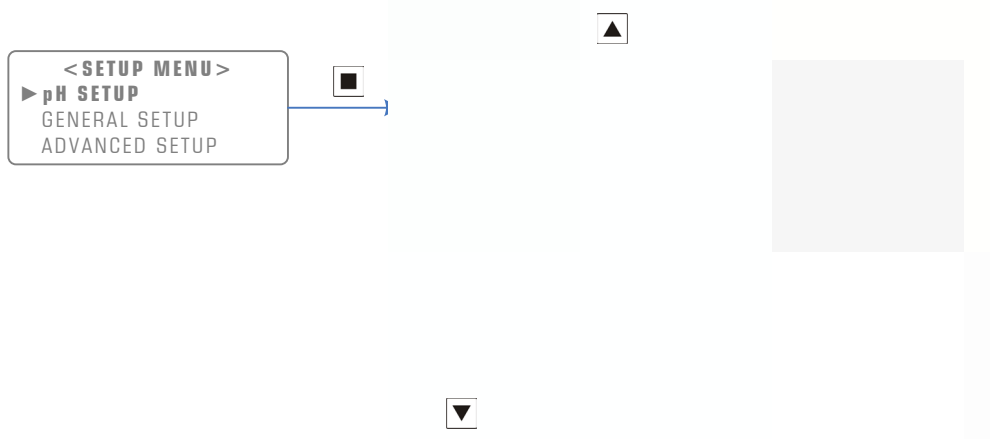 <SETUP MENU>
▶pH SETUP
GENERAL SETUP
ADVANCED SETUP